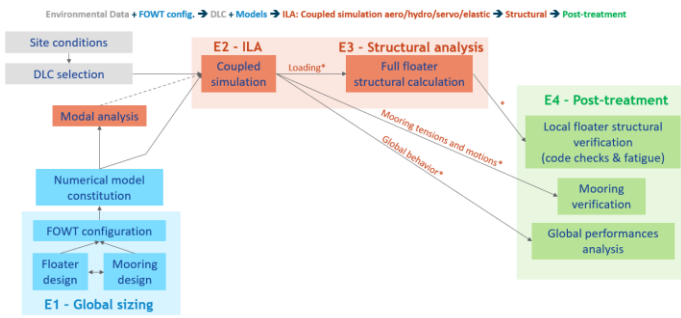 Environmental Data + FOWT config. ➔ DLC + Models ➔ ILA: Coupled simulation aero/hydro/servo/elastic ➔ Structural ➔ Post-treatment
Site conditions
DLC selection
Modal analysis
Numerical model
constitution
FOWT configuration
Floater
design
Mooring
design
E1 - Global sizing
E2 - ILA
Coupled
simulation
Loading*
E3 - Structural analysis
Full floater
structural calculation
*
Mooring tensions and motions*
Global behavior*
E4 - Post-treatment
Local floater structural
verification
(code checks & fatigue)
Mooring
verification
Global performances
analysis